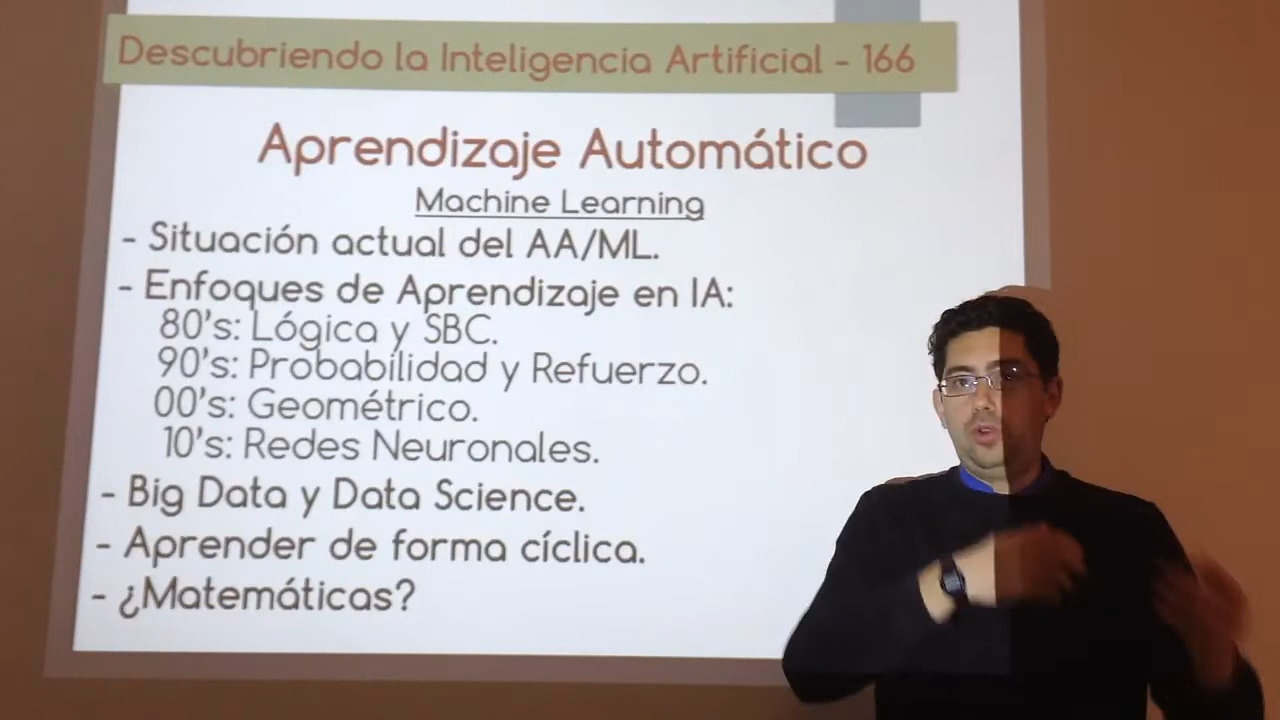 Descubriendo la Inteligencia Artificial - 166
Aprendizaje Automático
Machine Learning
- Situación actual del AA/ML.
- Enfoques de Aprendizaje en IA:
80's: Lógica y SBC.
90's: Probabilidad y Refuerzo.
00's: Geométrico.
10's: Redes Neuronales.
- Big Data y Data Science.
- Aprender de forma cíclica.
- ¿Matemáticas?